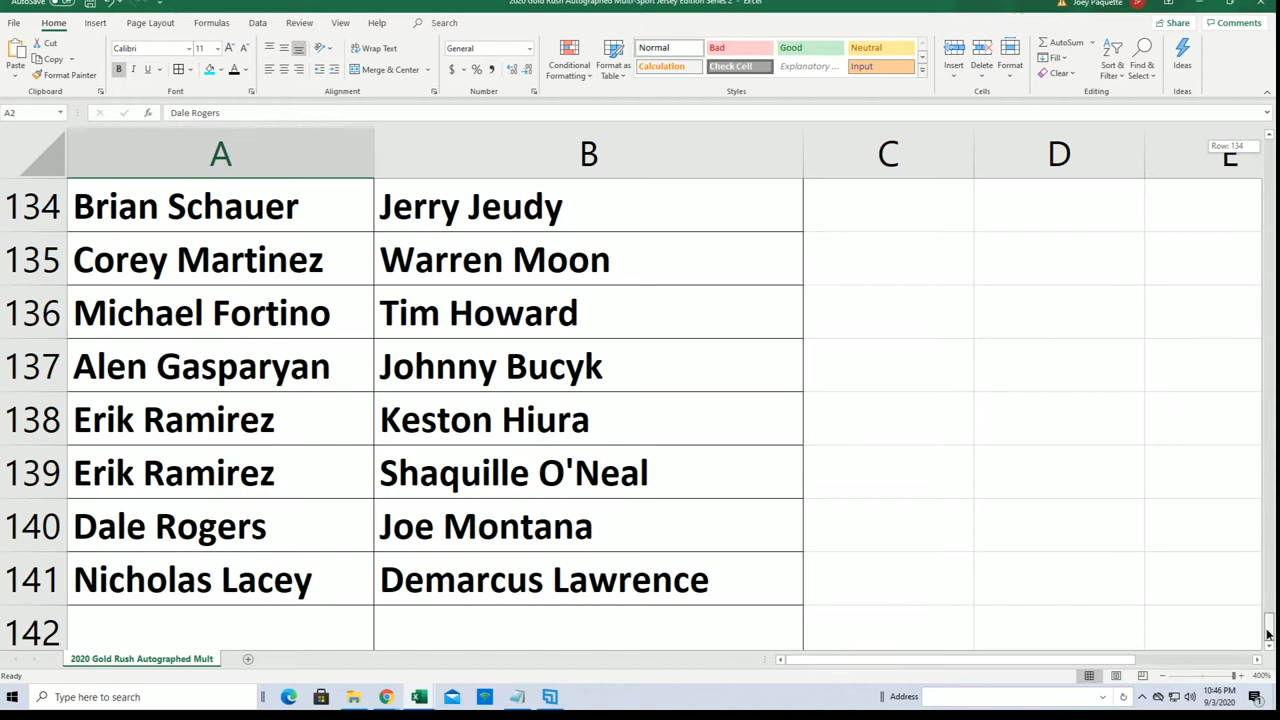 AutoSave Off 2020 Gold Rush Autographed Multi-Sport Jersey Edition Series 2 - Excel Joey Paquette JP
File Home Insert Page Layout Formulas Data Review View Help Search Share Comments
Paste Cut Copy Format Painter Clipboard
Calibri 11 A A B I U A Font
Wrap Text Merge & Center Alignment
General $ % , Number
Conditional Formatting Format as Table
Normal Bad Good Neutral
Calculation Check Cell Explanatory ... Input
Styles
Insert Delete Format Cells
AutoSum Fill Clear Sort & Filter Find & Select Editing
Ideas Ideas
A2 fx Dale Rogers
A B C D E
Row: 134
134 Brian Schauer Jerry Jeudy
135 Corey Martinez Warren Moon
136 Michael Fortino Tim Howard
137 Alen Gasparyan Johnny Bucyk
138 Erik Ramirez Keston Hiura
139 Erik Ramirez Shaquille O'Neal
140 Dale Rogers Joe Montana
141 Nicholas Lacey Demarcus Lawrence
142
2020 Gold Rush Autographed Mult
Ready 400%
Type here to search Address 10:46 PM
9/3/2020